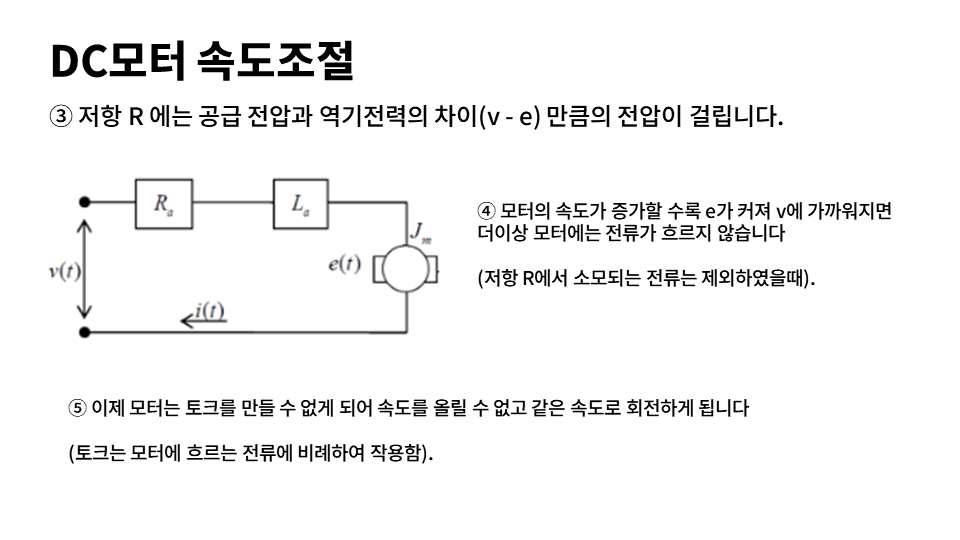 DC모터 속도조절
③ 저항 R 에는 공급 전압과 역기전력의 차이(v - e) 만큼의 전압이 걸립니다.
R_a
L_a
J_m
④ 모터의 속도가 증가할 수록 e가 커져 v에 가까워지면
더이상 모터에는 전류가 흐르지 않습니다
v(t)
e(t)
(저항 R에서 소모되는 전류는 제외하였을때).
i(t)
⑤ 이제 모터는 토크를 만들 수 없게 되어 속도를 올릴 수 없고 같은 속도로 회전하게 됩니다
(토크는 모터에 흐르는 전류에 비례하여 작용함).